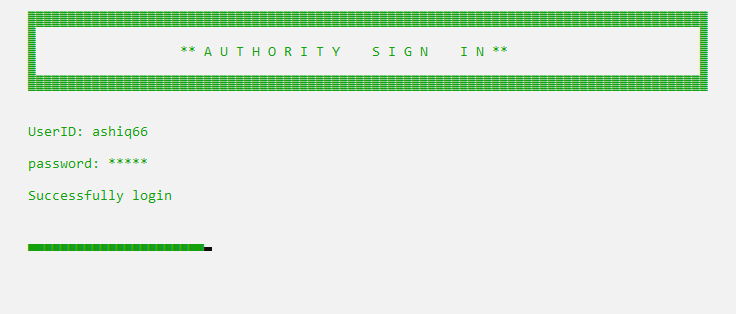 ** A U T H O R I T Y    S I G N    I N **
UserID: ashiq66
password: *****
Successfully login